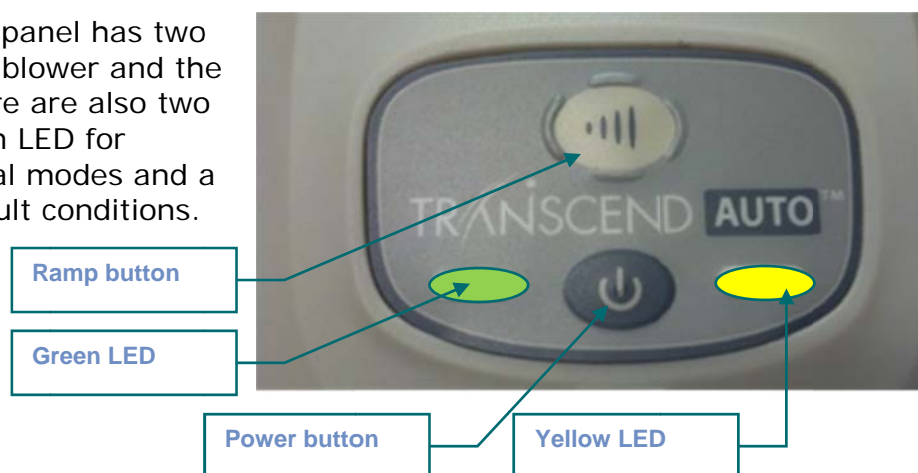 panel has two
blower and the
re are also two
n LED for
al modes and a
ult conditions.
TRANSCEND AUTO™
Ramp button
Green LED
Power button
Yellow LED